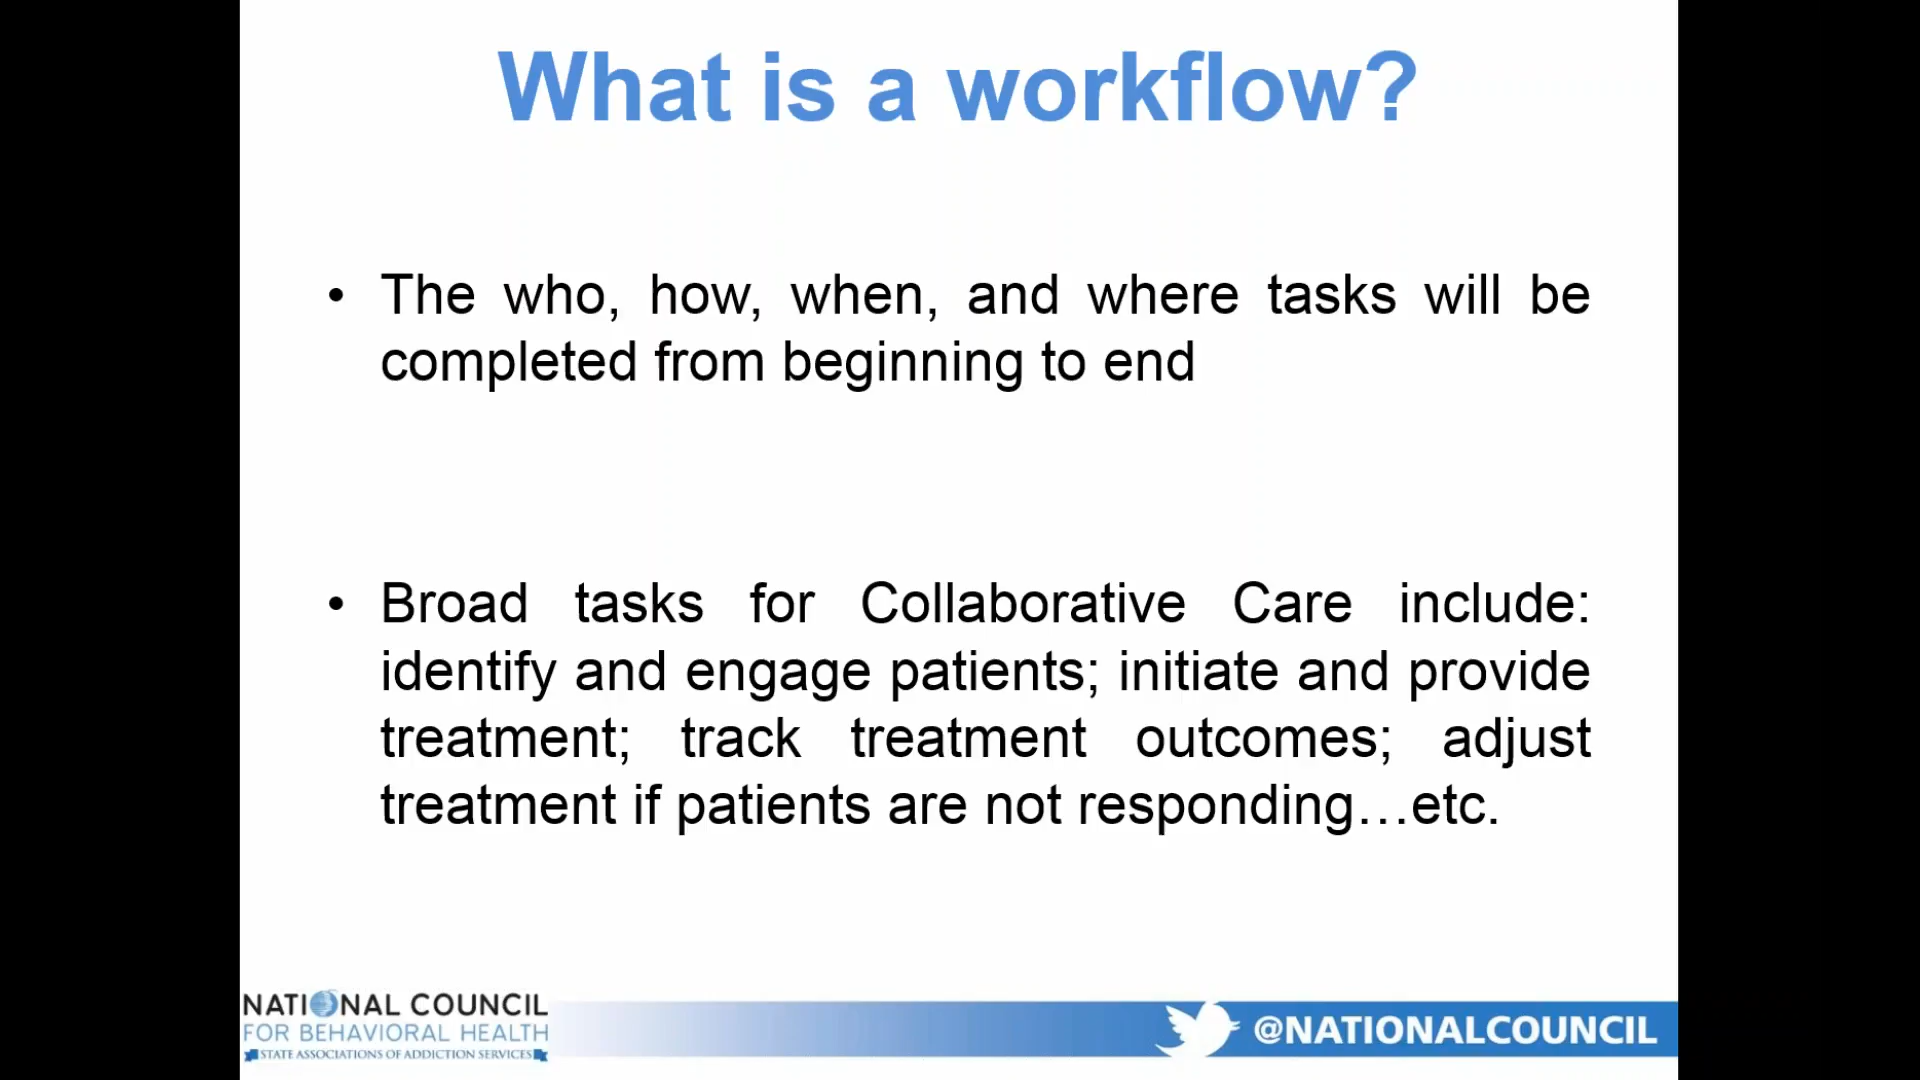 What is a workflow?
• The who, how, when, and where tasks will be
completed from beginning to end
• Broad tasks for Collaborative Care include:
identify and engage patients; initiate and provide
treatment; track treatment outcomes; adjust
treatment if patients are not responding…etc.
NATIONAL COUNCIL
FOR BEHAVIORAL HEALTH
STATE ASSOCIATIONS OF ADDICTION SERVICES
@NATIONALCOUNCIL